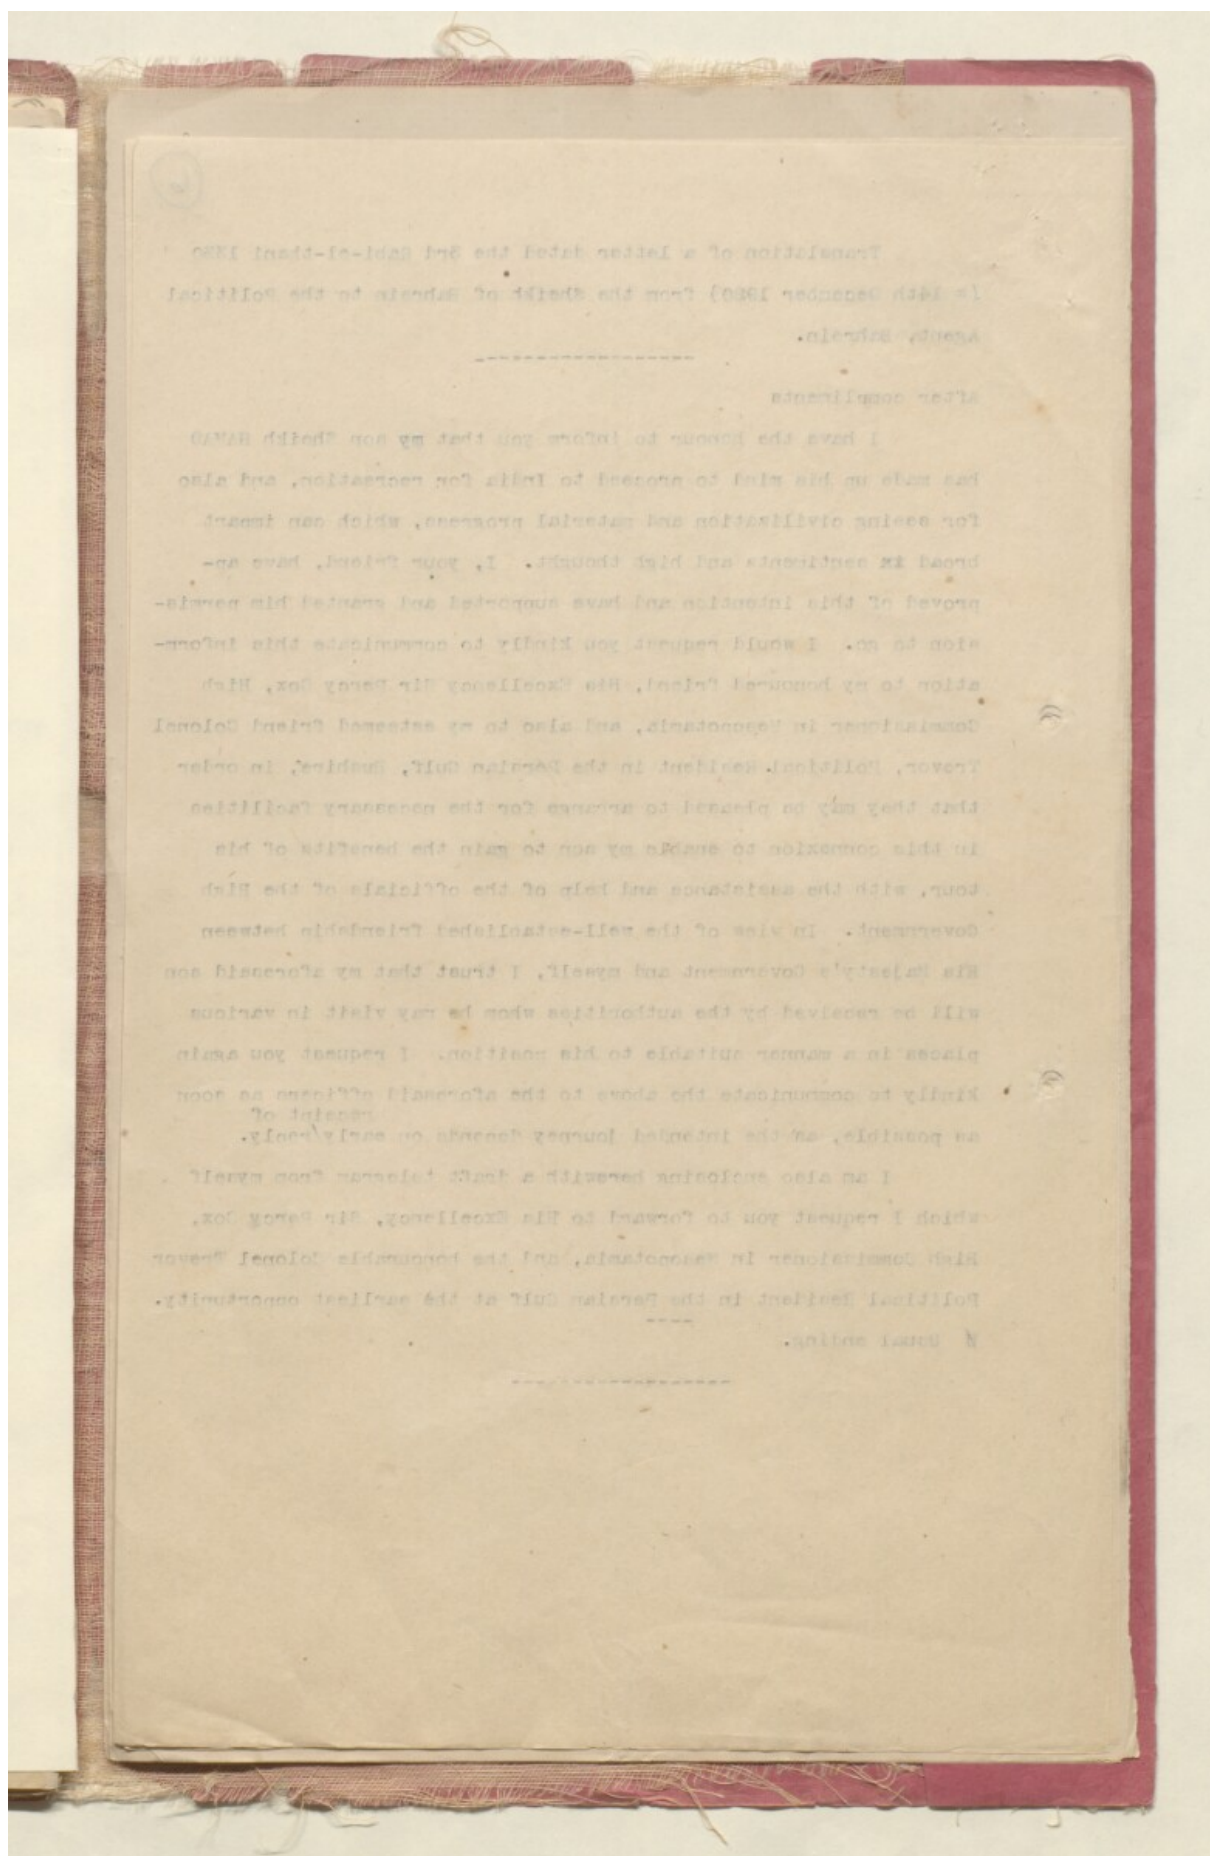 Translation of a letter dated the 3rd Rabi-el-thani 1339
(= 14th December 1920) from the Sheikh of Bahrein to the Political
Agent, Bahrein.
After compliments
I have the honour to inform you that my son Sheikh HAMAD
has made up his mind to proceed to India for recreation, and also
for seeing civilization and material progress, which can impart
broad sentiments and high thought. I, your friend, have ap-
proved of this intention and have supported and granted him permis-
sion to go. I would request you kindly to communicate this inform-
ation to my honoured friend, His Excellency Sir Percy Cox, High
Commissioner in Mesopotamia, and also to my esteemed friend Colonel
Trevor, Political Resident in the Persian Gulf, Bushire, in order
that they may be pleased to arrange for the necessary facilities
in this connexion to enable my son to gain the benefits of his
tour, with the assistance and help of the officials of the High
Government. In view of the well-established friendship between
His Majesty's Government and myself, I trust that my aforesaid son
will be received by the authorities whom he may visit in various
places in a manner suitable to his position. I request you again
kindly to communicate the above to the aforesaid officers as soon
receipt of
as possible, as the intended journey depends on early/reply.
I am also enclosing herewith a draft telegram from myself
which I request you to forward to His Excellency, Sir Percy Cox,
High Commissioner in Mesopotamia, and the honourable Colonel Trevor
Political Resident in the Persian Gulf at the earliest opportunity.
Usual ending.